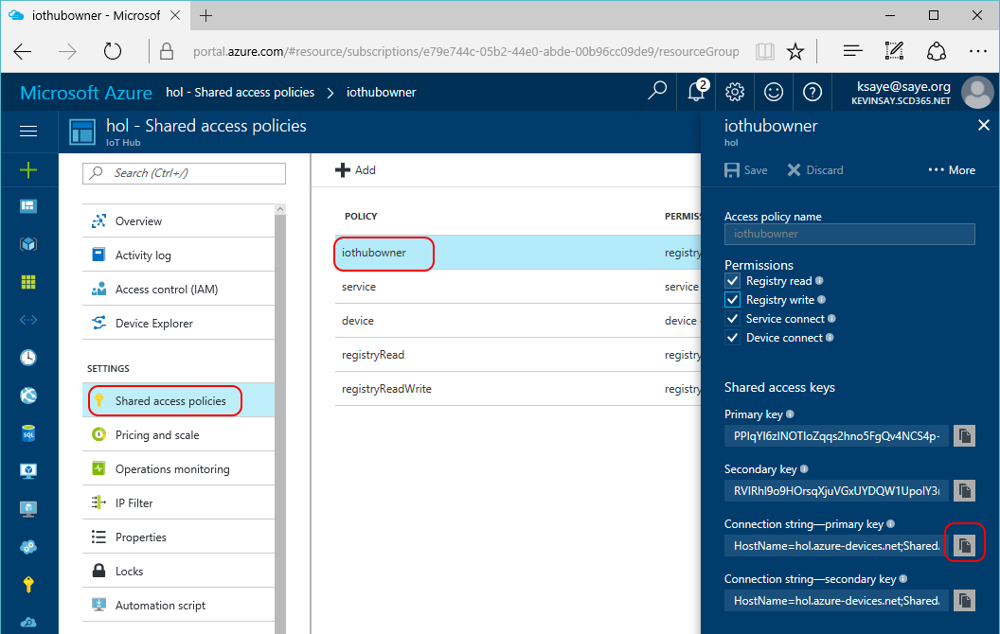 iothubowner - Microsof
portal.azure.com/#resource/subscriptions/e79e744c-05b2-44e0-abde-00b96cc09de9/resourceGroup
Microsoft Azure hol - Shared access policies > iothubowner
2
ksaye@saye.org
KEVINSAY.SCD365.NET
hol - Shared access policies
IoT Hub
Search (Ctrl+/)
Overview
Activity log
Access control (IAM)
Device Explorer
SETTINGS
Shared access policies
Pricing and scale
Operations monitoring
IP Filter
Properties
Locks
Automation script
SQL
Add
POLICY PERMIS
iothubowner registry
service service
device device
registryRead registry
registryReadWrite registry
iothubowner
hol
Save Discard ··· More
Access policy name
iothubowner
Permissions
Registry read
Registry write
Service connect
Device connect
Shared access keys
Primary key
PPIqYI6zINOTIoZqqs2hno5FgQv4NCS4p-
Secondary key
RVIRhI9o9HOrsqXjuVGxUYDQW1UpoIY3
Connection string—primary key
HostName=hol.azure-devices.net;Shared
Connection string—secondary key
HostName=hol.azure-devices.net;Shared